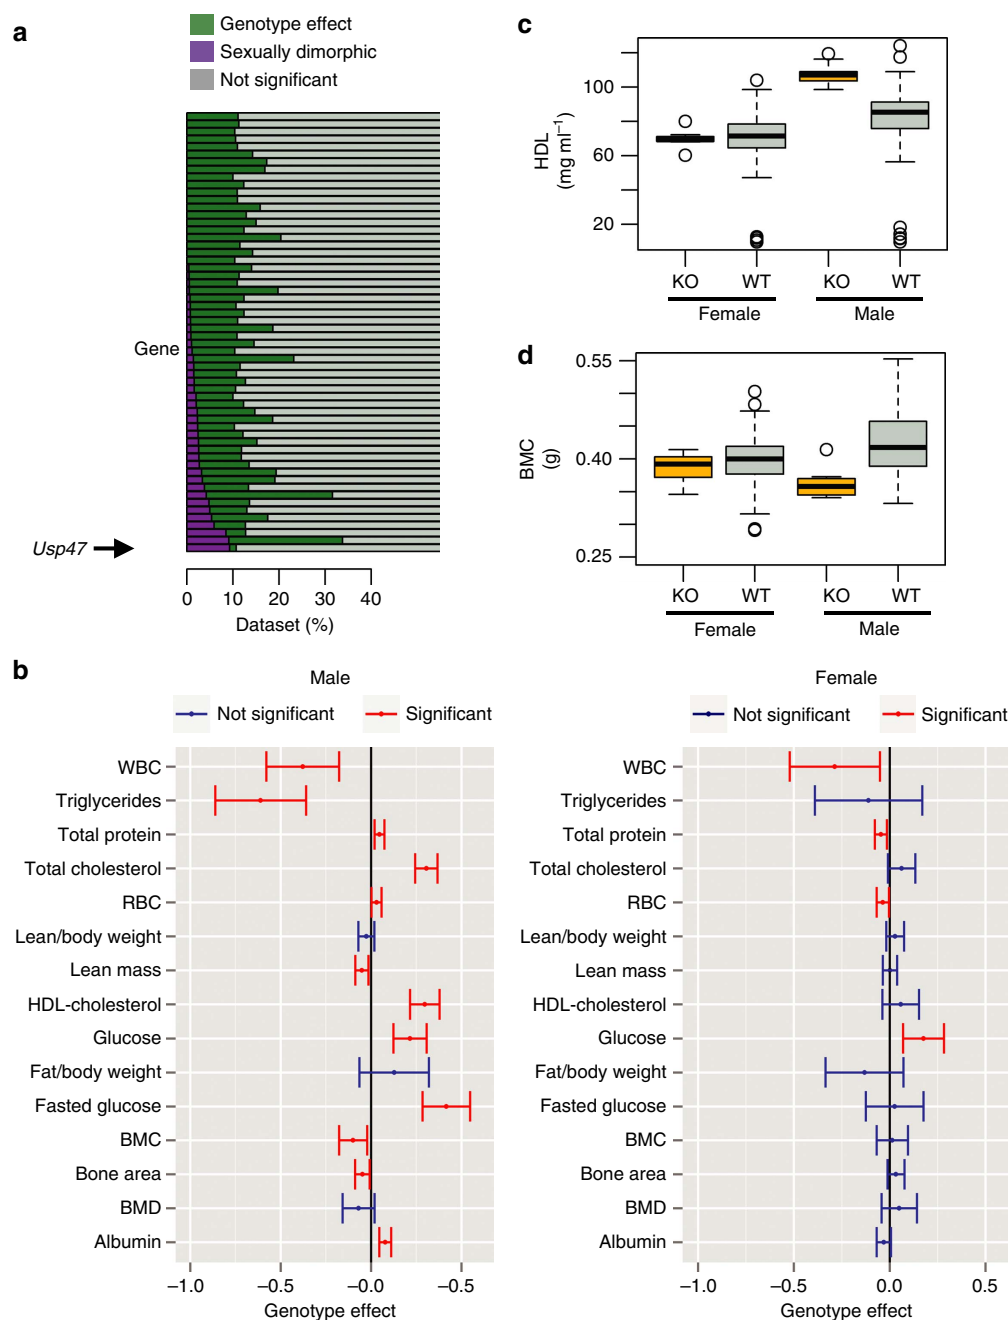 a
Genotype effect
Sexually dimorphic
Not significant
Gene
Usp47
0 10 20 30 40
Dataset (%)
c
HDL
(mg ml⁻¹)
100
60
20
KO WT KO WT
Female Male
d
BMC
(g)
0.55
0.40
0.25
KO WT KO WT
Female Male
b
Male
Not significant Significant
WBC
Triglycerides
Total protein
Total cholesterol
RBC
Lean/body weight
Lean mass
HDL-cholesterol
Glucose
Fat/body weight
Fasted glucose
BMC
Bone area
BMD
Albumin
−1.0 −0.5 −0.0 −0.5
Genotype effect
Female
Not significant Significant
WBC
Triglycerides
Total protein
Total cholesterol
RBC
Lean/body weight
Lean mass
HDL-cholesterol
Glucose
Fat/body weight
Fasted glucose
BMC
Bone area
BMD
Albumin
−1.0 −0.5 0.0 0.5
Genotype effect